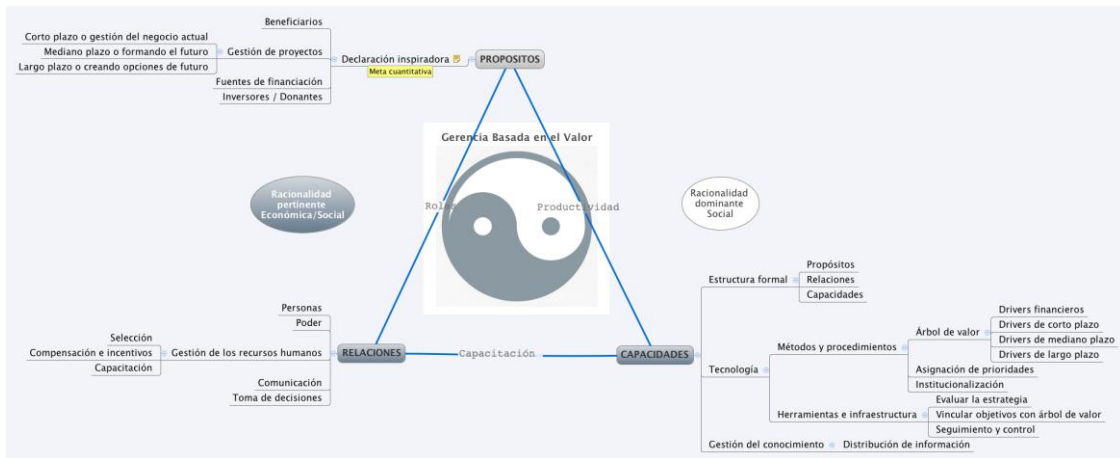 Beneficiarios
Corto plazo o gestión del negocio actual
Mediano plazo o formando el futuro
Largo plazo o creando opciones de futuro
Gestión de proyectos
Fuentes de financiación
Inversores / Donantes
Declaración inspiradora
Meta cuantitativa
PROPOSITOS
Gerencia Basada en el Valor
Racionalidad
pertinente
Económica/Social
Roles
Productividad
Racionalidad
dominante
Social
Personas
Poder
Selección
Compensación e incentivos
Capacitación
Gestión de los recursos humanos
Comunicación
Toma de decisiones
RELACIONES
Capacitación
CAPACIDADES
Estructura formal
Propósitos
Relaciones
Capacidades
Tecnología
Métodos y procedimientos
Árbol de valor
Drivers financieros
Drivers de corto plazo
Drivers de mediano plazo
Drivers de largo plazo
Asignación de prioridades
Institucionalización
Herramientas e infraestructura
Evaluar la estrategia
Vincular objetivos con árbol de valor
Seguimiento y control
Gestión del conocimiento
Distribución de información